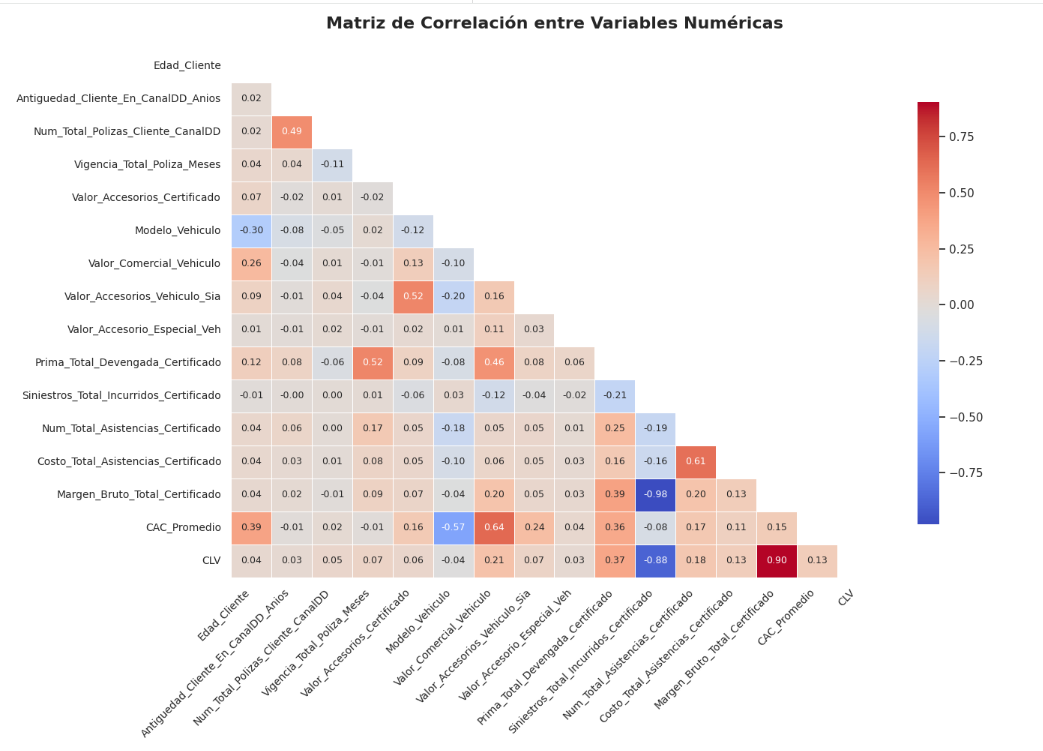 Matriz de Correlación entre Variables Numéricas
Edad_Cliente
Antiguedad_Cliente_En_CanalDD_Anios 0.02
Num_Total_Polizas_Cliente_CanalDD 0.02 0.49
Vigencia_Total_Poliza_Meses 0.04 0.04 -0.11
Valor_Accesorios_Certificado 0.07 -0.02 0.01 -0.02
Modelo_Vehiculo -0.30 -0.08 -0.05 0.02 -0.12
Valor_Comercial_Vehiculo 0.26 -0.04 0.01 -0.01 0.13 -0.10
Valor_Accesorios_Vehiculo_Sia 0.09 -0.01 0.04 -0.04 0.52 -0.20 0.16
Valor_Accesorio_Especial_Veh 0.01 -0.01 0.02 -0.01 0.02 0.01 0.11 0.03
Prima_Total_Devengada_Certificado 0.12 0.08 -0.06 0.52 0.09 -0.08 0.46 0.08 0.06
Siniestros_Total_Incurridos_Certificado -0.01 -0.00 0.00 0.01 -0.06 0.03 -0.12 -0.04 -0.02 -0.21
Num_Total_Asistencias_Certificado 0.04 0.06 0.00 0.17 0.05 -0.18 0.05 0.05 0.01 0.25 -0.19
Costo_Total_Asistencias_Certificado 0.04 0.03 0.01 0.08 0.05 -0.10 0.06 0.05 0.03 0.16 -0.16 0.61
Margen_Bruto_Total_Certificado 0.04 0.02 -0.01 0.09 0.07 -0.04 0.20 0.05 0.03 0.39 -0.98 0.20 0.13
CAC_Promedio 0.39 -0.01 0.02 -0.01 0.16 -0.57 0.64 0.24 0.04 0.36 -0.08 0.17 0.11 0.15
CLV 0.04 0.03 0.05 0.07 0.06 -0.04 0.21 0.07 0.03 0.37 -0.88 0.18 0.13 0.90 0.13
Edad_Cliente
Antiguedad_Cliente_En_CanalDD_Anios
Num_Total_Polizas_Cliente_CanalDD
Vigencia_Total_Poliza_Meses
Valor_Accesorios_Certificado
Modelo_Vehiculo
Valor_Comercial_Vehiculo
Valor_Accesorios_Vehiculo_Sia
Valor_Accesorio_Especial_Veh
Prima_Total_Devengada_Certificado
Siniestros_Total_Incurridos_Certificado
Num_Total_Asistencias_Certificado
Costo_Total_Asistencias_Certificado
Margen_Bruto_Total_Certificado
CAC_Promedio
CLV
0.75
0.50
0.25
0.00
−0.25
−0.50
−0.75